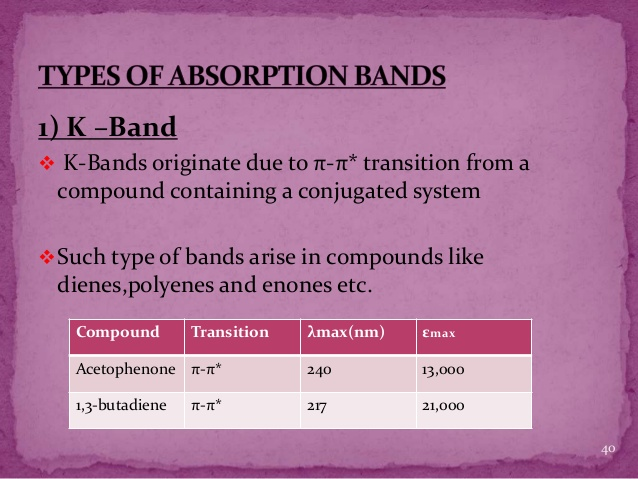 TYPES OF ABSORPTION BANDS
1) K –Band
❖ K-Bands originate due to π-π* transition from a
compound containing a conjugated system
❖Such type of bands arise in compounds like
dienes,polyenes and enones etc.
Compound Transition λmax(nm) εmax
Acetophenone π-π* 240 13,000
1,3-butadiene π-π* 217 21,000
40